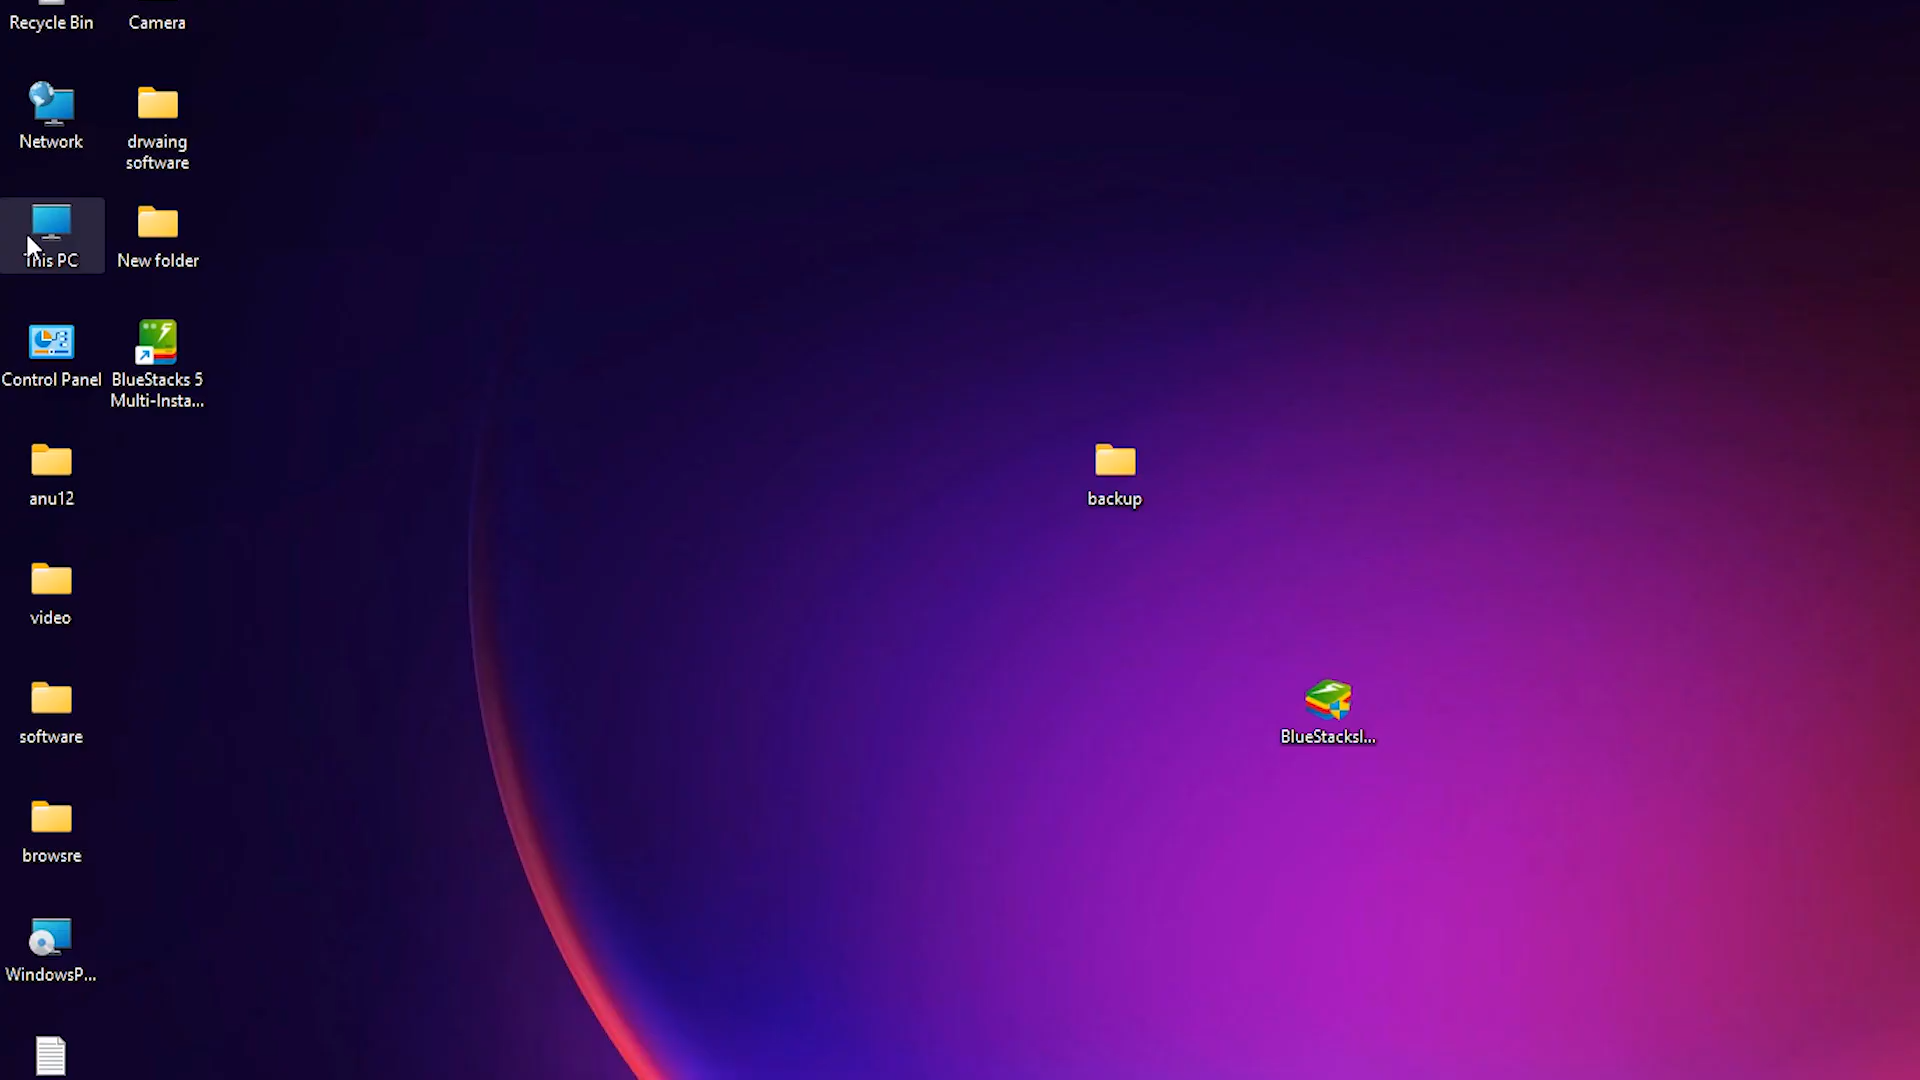 Recycle Bin
Camera
Network
drwaing
software
This PC
New folder
Control Panel
BlueStacks 5
Multi-Insta...
anu12
backup
video
software
BlueStacksI...
browsre
WindowsP...